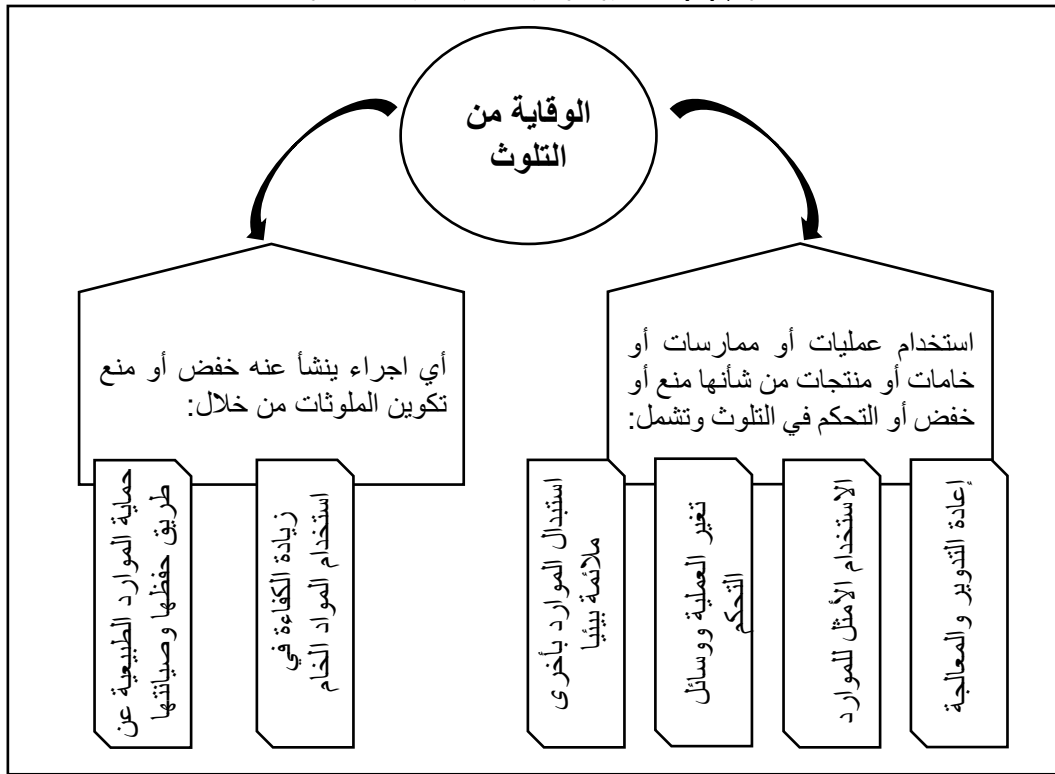 الوقاية من
التلوث
استخدام عمليات أو ممارسات أو
خامات أو منتجات من شأنها منع أو
خفض أو التحكم في التلوث وتشمل:
إعادة التدوير والمعالجة
الاستخدام الأمثل للموارد
تغير العملية ووسائل
التحكم
استبدال الموارد بأخرى
ملائمة بيئيا
أي اجراء ينشأ عنه خفض أو منع
تكوين الملوثات من خلال:
زيادة الكفاءة في
استخدام المواد الخام
حماية الموارد الطبيعية عن
طريق حفظها وصيانتها